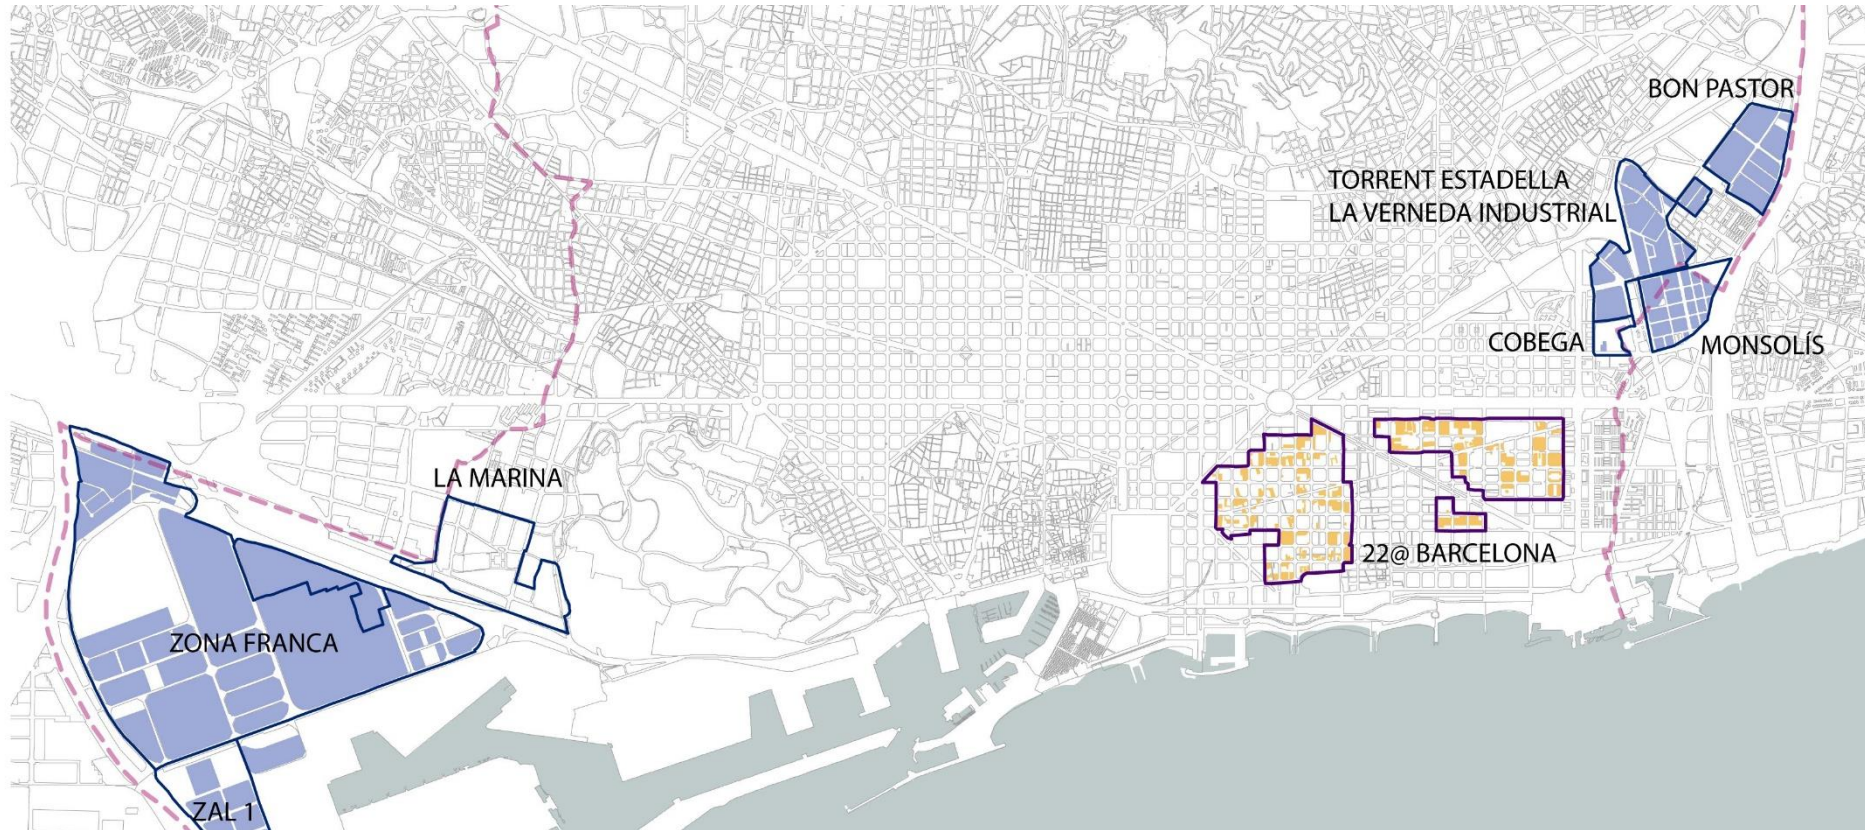 BON PASTOR
TORRENT ESTADELLA
LA VERNEDA INDUSTRIAL
COBEGA
MONSOLÍS
LA MARINA
22@ BARCELONA
ZONA FRANCA
ZAL 1